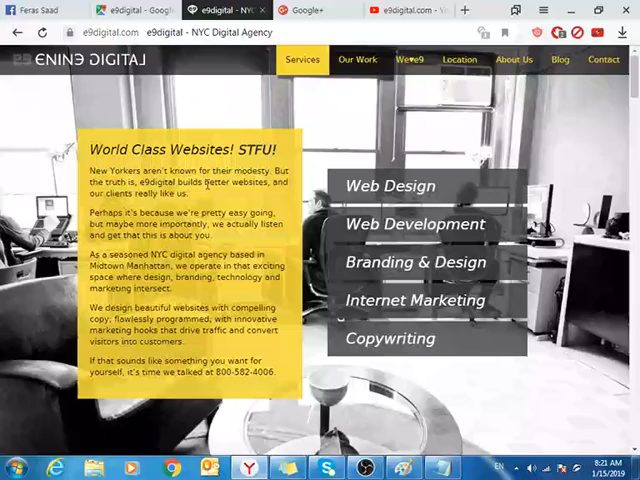 Feras Saad
e9digital - Googl
e9digital - NYC
Google+
e9digital.com - Y
e9digital.com e9digital - NYC Digital Agency
ENINE DIGITAL
Services
Our Work
We♥e9
Location
About Us
Blog
Contact
World Class Websites! STFU!
New Yorkers aren't known for their modesty. But
the truth is, e9digital builds better websites, and
our clients really like us.
Perhaps it's because we're pretty easy going,
but maybe more importantly, we actually listen
and get that this is about you.
As a seasoned NYC digital agency based in
Midtown Manhattan, we operate in that exciting
space where design, branding, technology and
marketing intersect.
We design beautiful websites with compelling
copy; flawlessly programmed; with innovative
marketing hooks that drive traffic and convert
visitors into customers.
If that sounds like something you want for
yourself, it's time we talked at 800-582-4006.
Web Design
Web Development
Branding & Design
Internet Marketing
Copywriting
EN
8:21 AM
1/15/2019